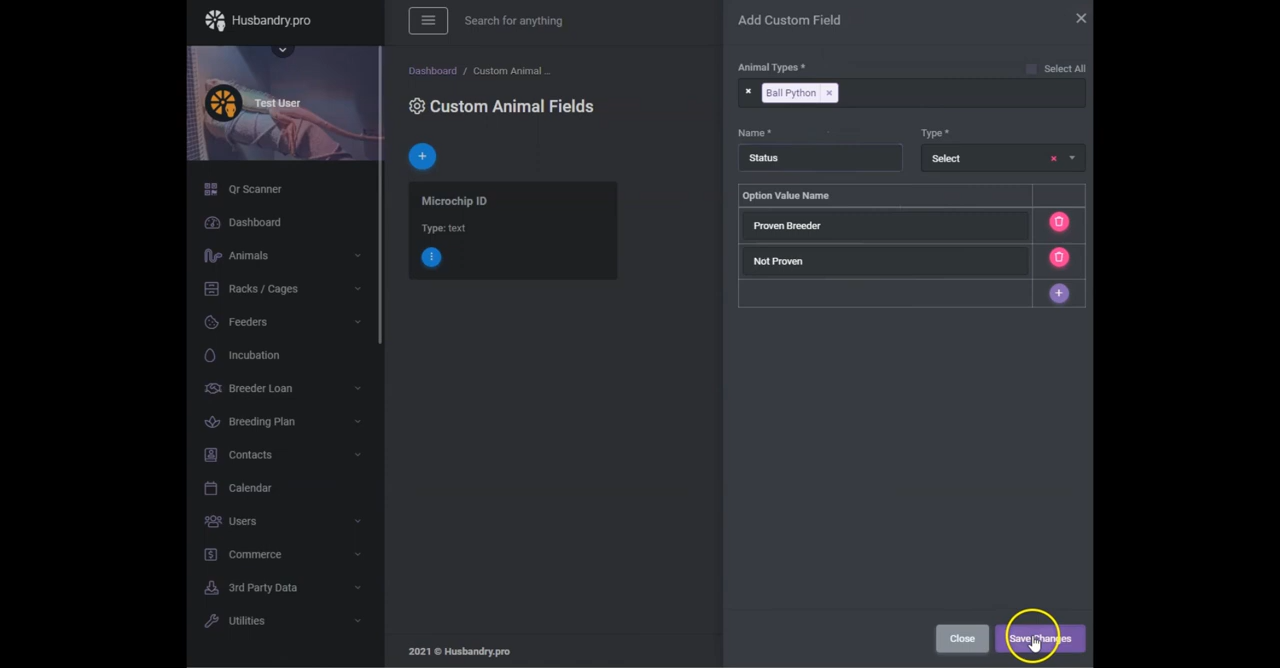 Husbandry.pro
Test User
Qr Scanner
Dashboard
Animals
Racks / Cages
Feeders
Incubation
Breeder Loan
Breeding Plan
Contacts
Calendar
Users
Commerce
3rd Party Data
Utilities
Search for anything
Dashboard / Custom Animal ...
Custom Animal Fields
Microchip ID
Type: text
2021 © Husbandry.pro
Add Custom Field
Animal Types *
Select All
Ball Python
Name *
Type *
Status
Select
Option Value Name
Proven Breeder
Not Proven
Close
Save Changes